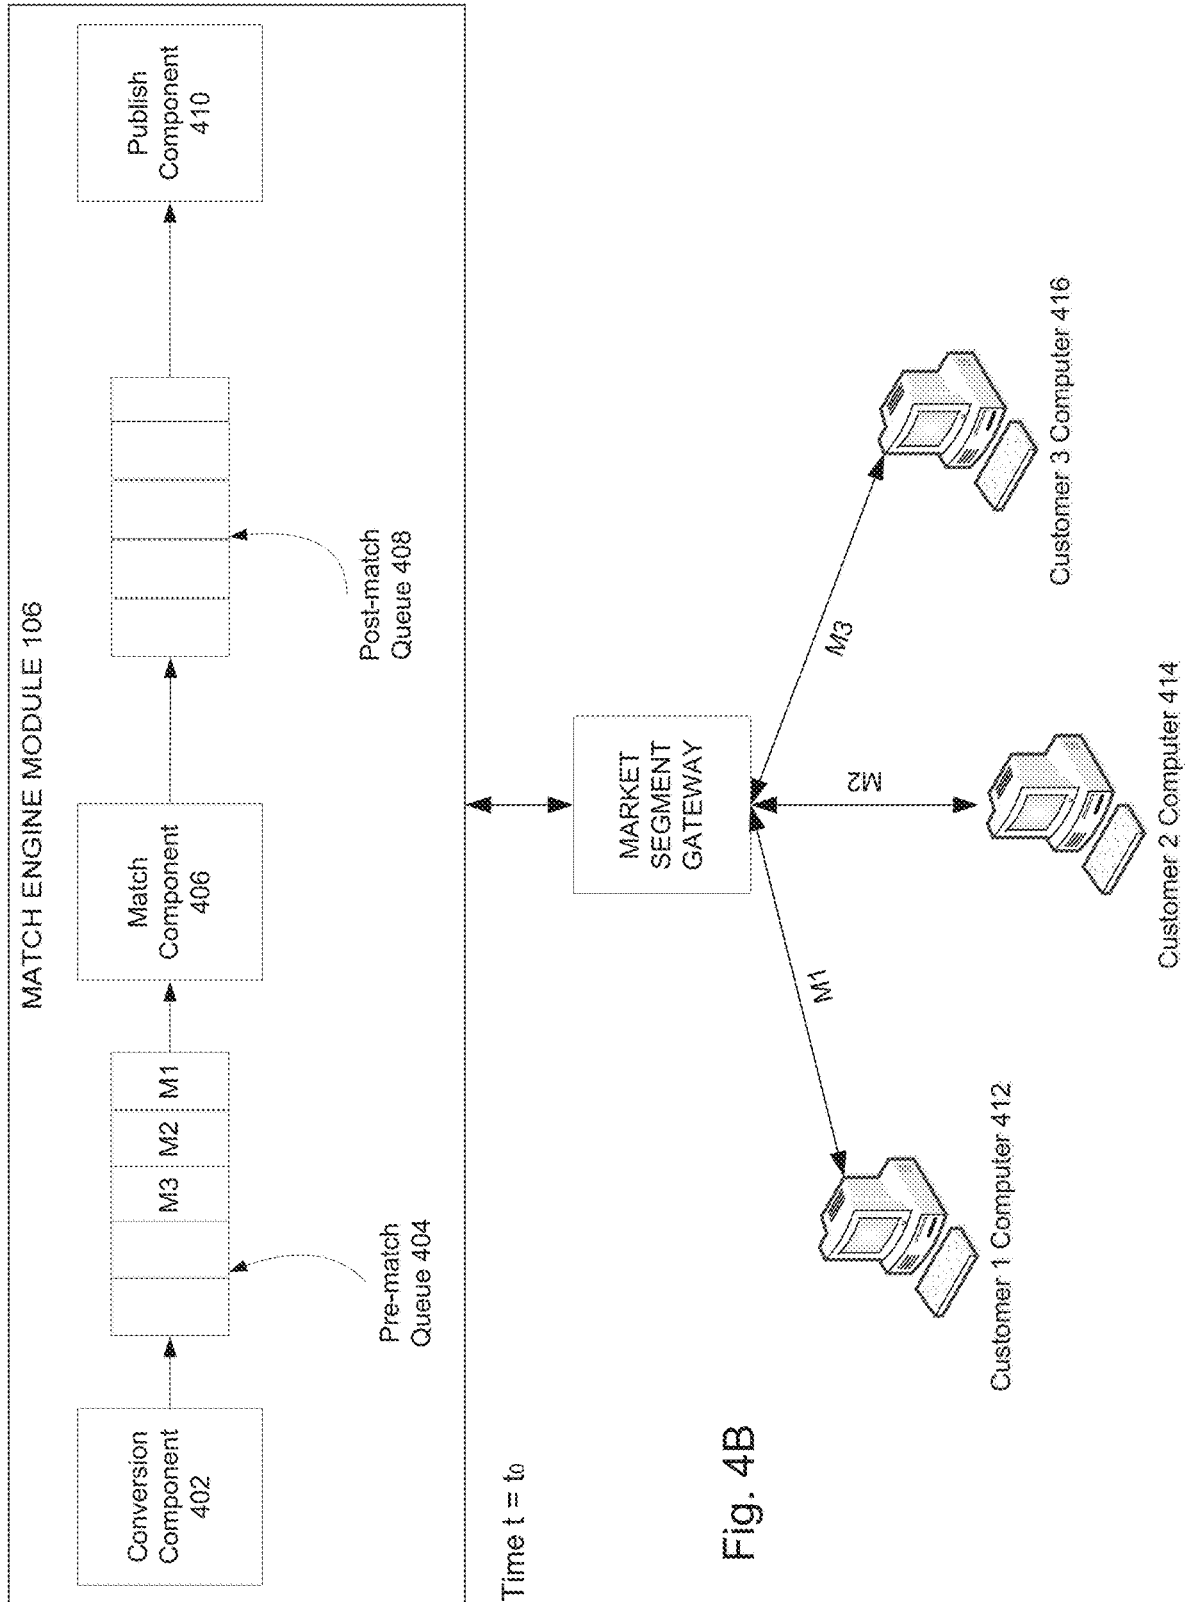 MATCH ENGINE MODULE 106
Conversion
Component
402
M3
M2
M1
Match
Component
406
Publish
Component
410
Pre-match
Queue 404
Post-match
Queue 408
Time t = t0
MARKET
SEGMENT
GATEWAY
M1
M2
M3
Customer 1 Computer 412
Customer 2 Computer 414
Customer 3 Computer 416
Fig. 4B